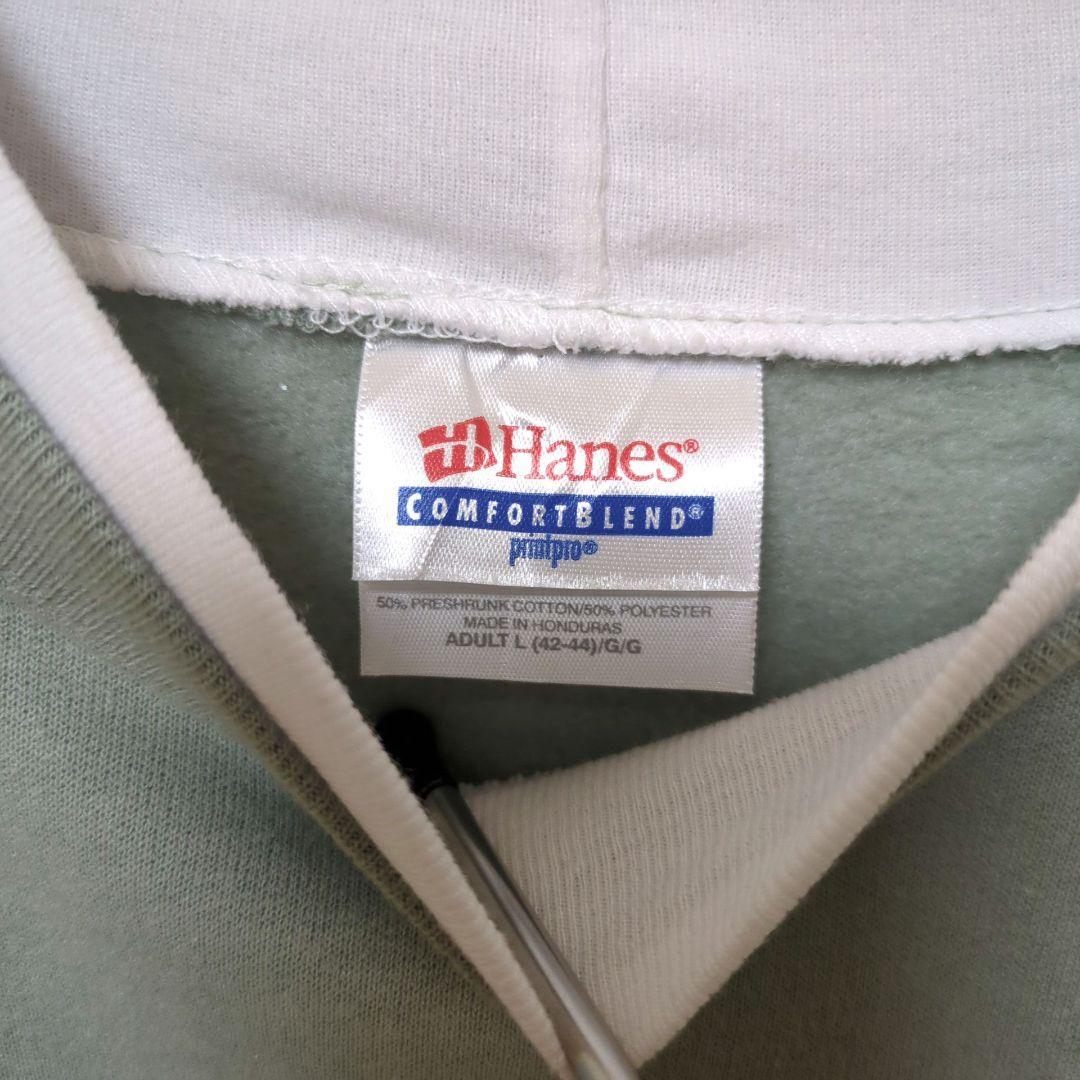 Hanes®
COMFORTBLEND®
printpro®
50% PRESHRUNK COTTON/50% POLYESTER
MADE IN HONDURAS
ADULT L (42-44)/G/G